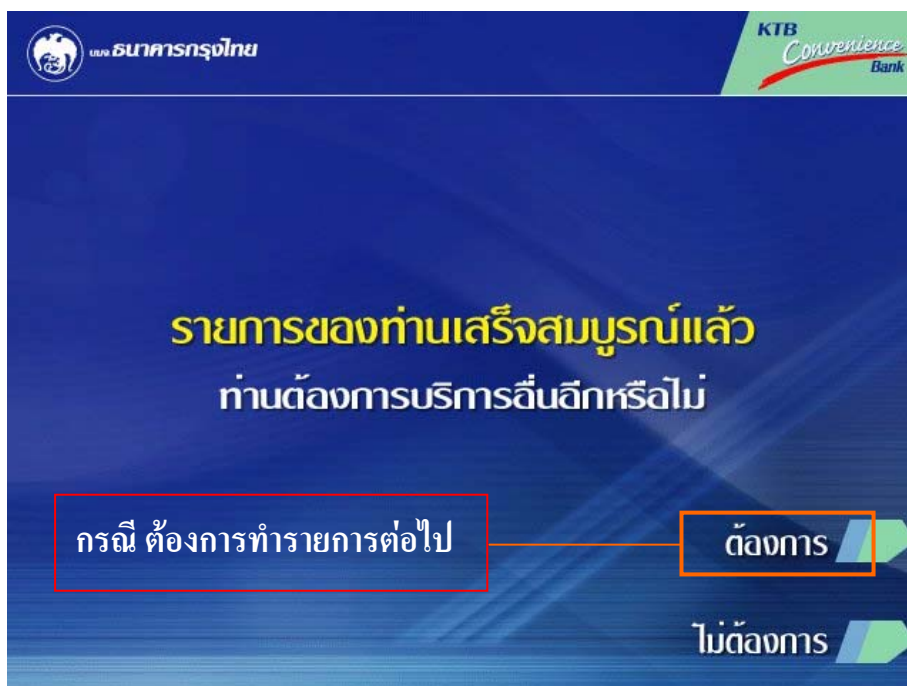 บมจ.ธนาคารกรุงไทย
KTB
Convenience
Bank
รายการของท่านเสร็จสมบูรณ์แล้ว
ท่านต้องการบริการอื่นอีกหรือไม่
กรณี ต้องการทำรายการต่อไป
ต้องการ
ไม่ต้องการ